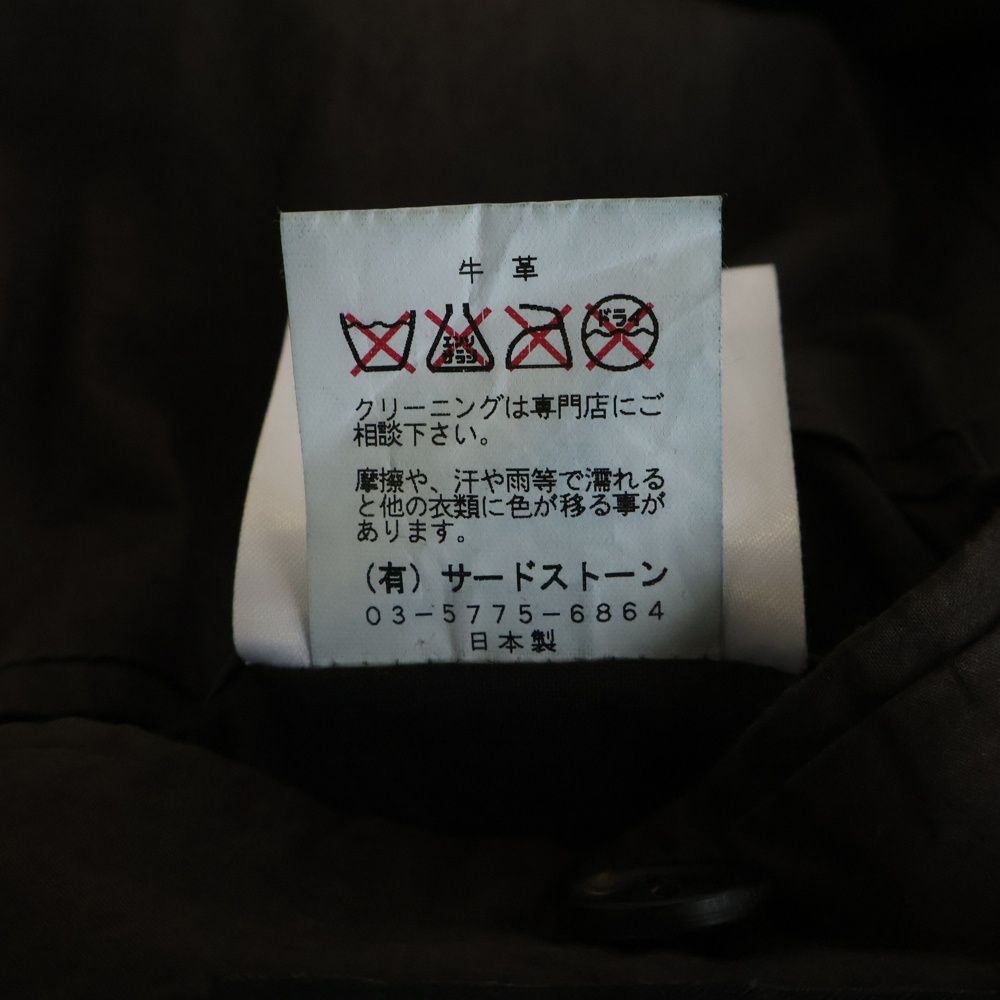 牛革
エンソ
サラシ
ドライ
クリーニングは専門店にご
相談下さい。
摩擦や、汗や雨等で濡れる
と他の衣類に色が移る事が
あります。
(有)サードストーン
03-5775-6864
日本製